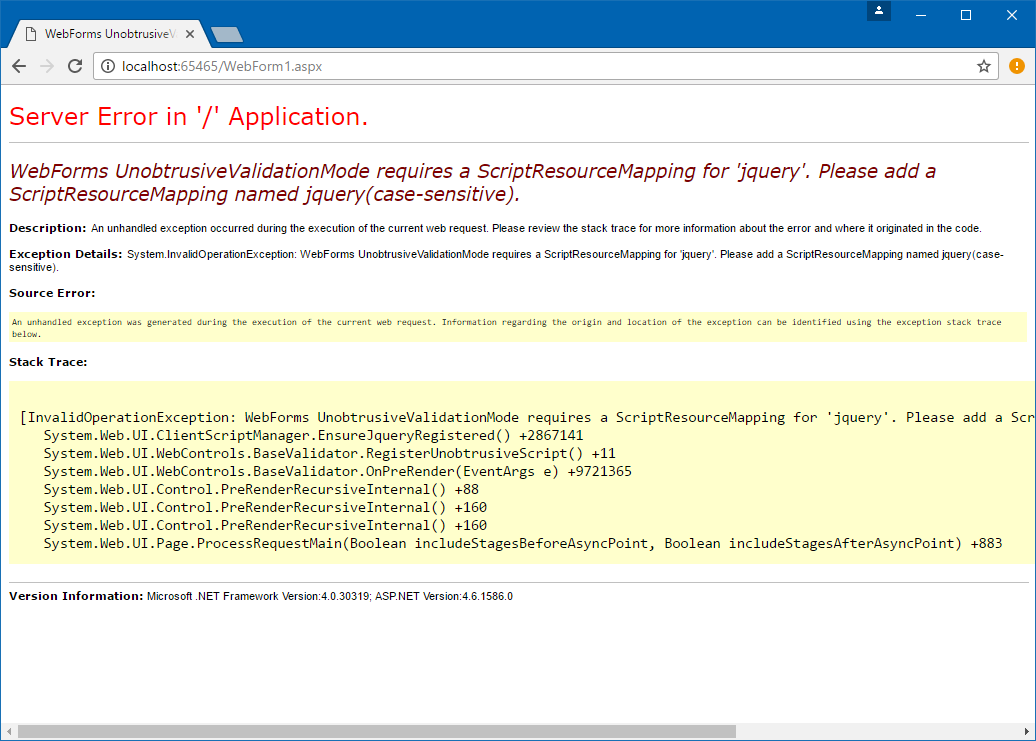 WebForms UnobtrusiveV
localhost:65465/WebForm1.aspx
Server Error in '/' Application.
WebForms UnobtrusiveValidationMode requires a ScriptResourceMapping for 'jquery'. Please add a
ScriptResourceMapping named jquery(case-sensitive).
Description: An unhandled exception occurred during the execution of the current web request. Please review the stack trace for more information about the error and where it originated in the code.
Exception Details: System.InvalidOperationException: WebForms UnobtrusiveValidationMode requires a ScriptResourceMapping for 'jquery'. Please add a ScriptResourceMapping named jquery(case-
sensitive).
Source Error:
An unhandled exception was generated during the execution of the current web request. Information regarding the origin and location of the exception can be identified using the exception stack trace
below.
Stack Trace:
[InvalidOperationException: WebForms UnobtrusiveValidationMode requires a ScriptResourceMapping for 'jquery'. Please add a Scr
System.Web.UI.ClientScriptManager.EnsureJqueryRegistered() +2867141
System.Web.UI.WebControls.BaseValidator.RegisterUnobtrusiveScript() +11
System.Web.UI.WebControls.BaseValidator.OnPreRender(EventArgs e) +9721365
System.Web.UI.Control.PreRenderRecursiveInternal() +88
System.Web.UI.Control.PreRenderRecursiveInternal() +160
System.Web.UI.Control.PreRenderRecursiveInternal() +160
System.Web.UI.Page.ProcessRequestMain(Boolean includeStagesBeforeAsyncPoint, Boolean includeStagesAfterAsyncPoint) +883
Version Information: Microsoft .NET Framework Version:4.0.30319; ASP.NET Version:4.6.1586.0